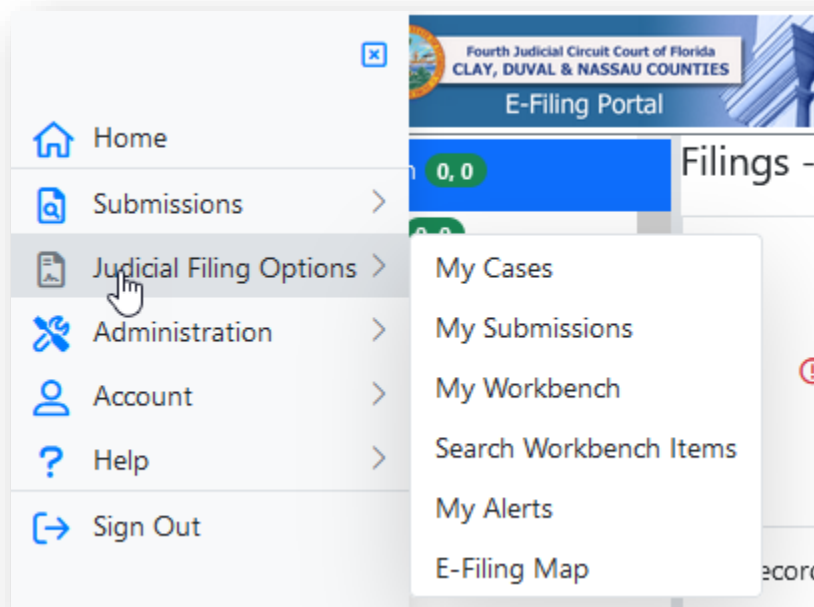 Fourth Judicial Circuit Court of Florida
CLAY, DUVAL & NASSAU COUNTIES
E-Filing Portal
Home
0, 0
Filings -
Submissions
Judicial Filing Options
My Cases
My Submissions
Administration
My Workbench
Account
Search Workbench Items
Help
My Alerts
Sign Out
E-Filing Map